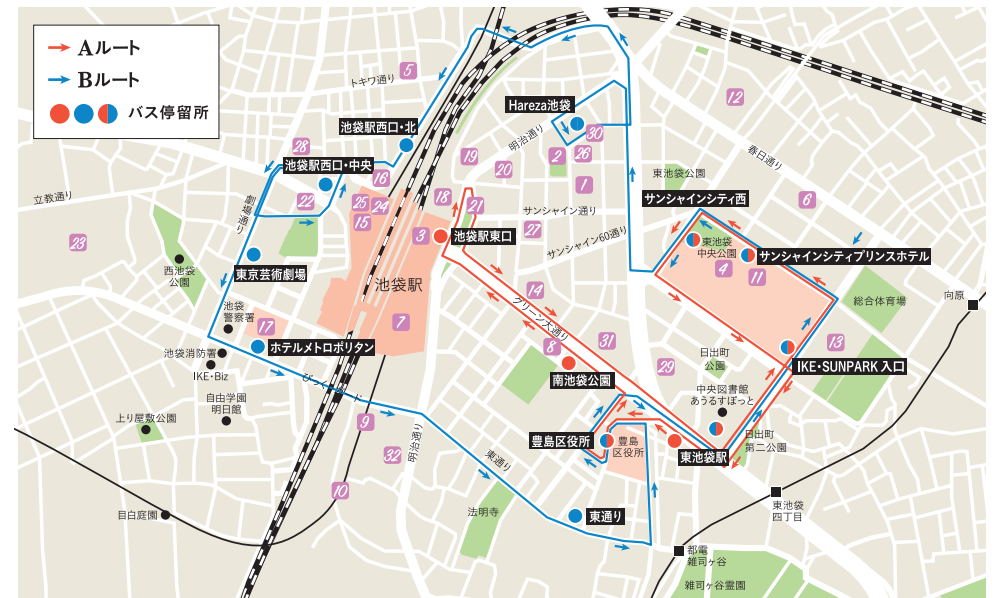 Aルート
Bルート
バス停留所
5
トキワ通り
12
Hareza池袋
池袋駅西口・北
30
明治通り
28
19
2
26
春日通り
池袋駅西口・中央
20
16
東池袋公園
1
立教通り
22
25
24
18
21
サンシャインシティ西
6
劇場通り
15
サンシャイン通り
23
3
池袋駅東口
27
サンシャイン60通り
東池袋
中央公園
サンシャインシティプリンスホテル
東京芸術劇場
4
11
西池袋
公園
池袋駅
14
総合体育場
向原
グリーン大通り
池袋
警察署
17
7
31
13
ホテルメトロポリタン
8
池袋消防署
29
日出町
公園
IKE・SUNPARK入口
IKE・Biz
南池袋公園
自由学園
明日館
中央図書館
あうるすぽっと
上り屋敷公園
9
明治通り
豊島区役所
豊島
区役所
東池袋駅
日出町
第二公園
32
東通り
10
東池袋
四丁目
目白庭園
法明寺
東通り
都電
雑司ヶ谷
雑司ヶ谷霊園